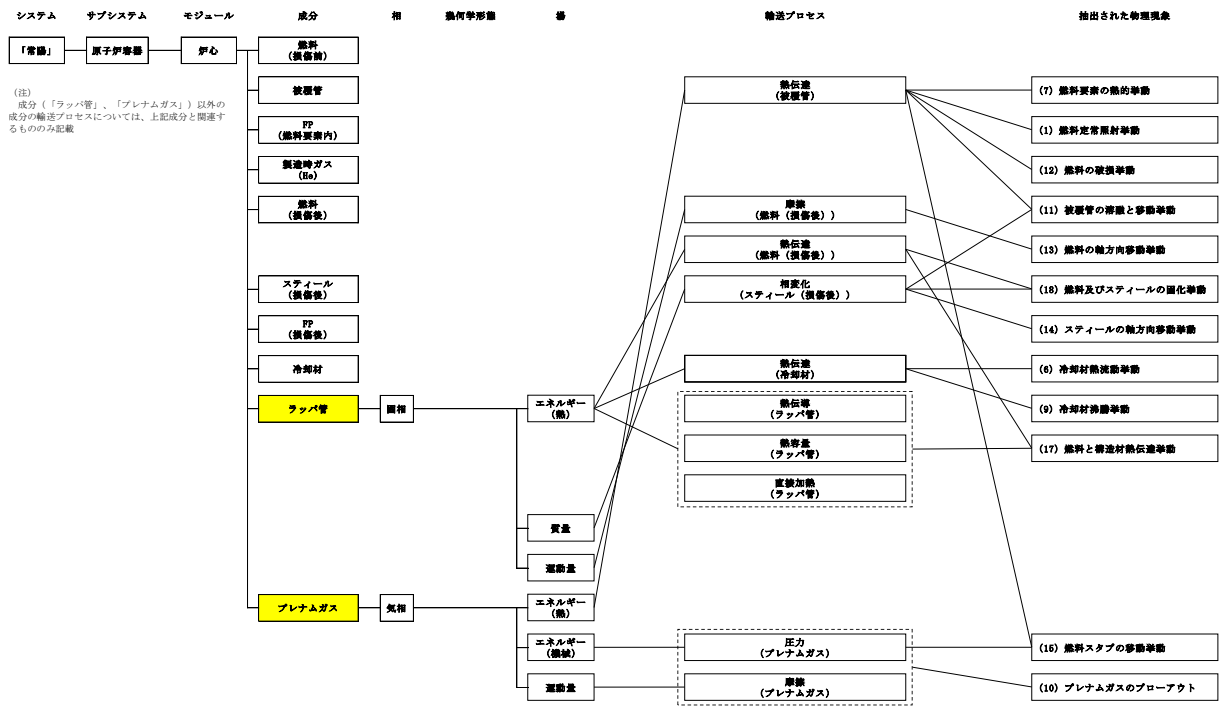 システム
サブシステム
モジュール
成分
相
幾何学形態
場
輸送プロセス
抽出された物理現象
「常陽」
原子炉容器
炉心
(注)
成分(「ラッパ管」、「プレナムガス」)以外の
成分の輸送プロセスについては、上記成分と関連す
るもののみ記載
燃料
(損傷前)
被覆管
FP
(燃料要素内)
製造時ガス
(He)
燃料
(損傷後)
スティール
(損傷後)
FP
(損傷後)
冷却材
ラッパ管
プレナムガス
固相
気相
エネルギー
(熱)
質量
運動量
エネルギー
(熱)
エネルギー
(機械)
運動量
熱伝達
(被覆管)
摩擦
(燃料(損傷後))
熱伝達
(燃料(損傷後))
相変化
(スティール(損傷後))
熱伝達
(冷却材)
熱伝導
(ラッパ管)
熱容量
(ラッパ管)
直接加熱
(ラッパ管)
圧力
(プレナムガス)
摩擦
(プレナムガス)
(7) 燃料要素の熱的挙動
(1) 燃料定常照射挙動
(12) 燃料の破損挙動
(11) 被覆管の溶融と移動挙動
(13) 燃料の軸方向移動挙動
(18) 燃料及びスティールの固化挙動
(14) スティールの軸方向移動挙動
(6) 冷却材熱流動挙動
(9) 冷却材沸騰挙動
(17) 燃料と構造材熱伝達挙動
(15) 燃料スタブの移動挙動
(10) プレナムガスのブローアウト